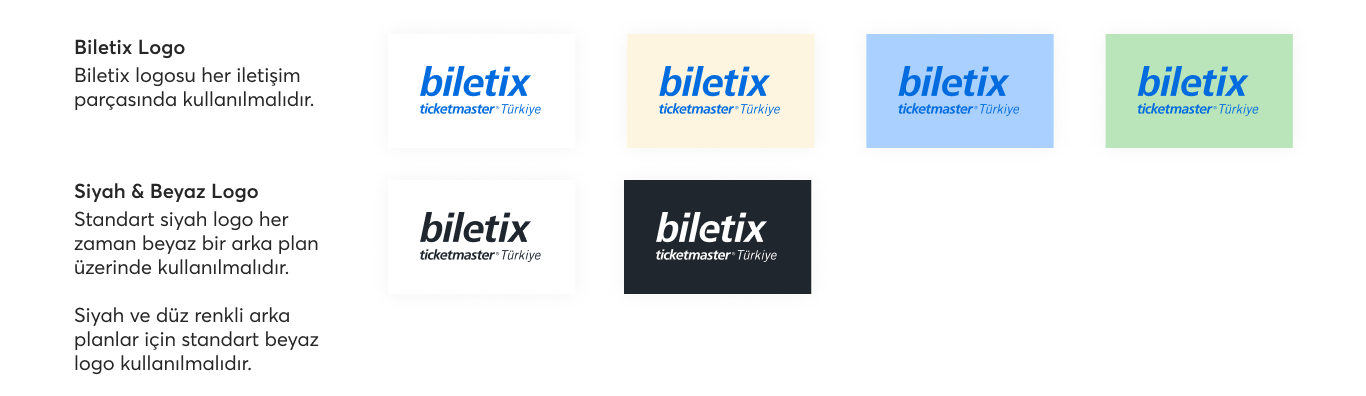 Biletix Logo
Biletix logosu her iletişim
parçasında kullanılmalıdır.
biletix
ticketmaster® Türkiye
biletix
ticketmaster® Türkiye
biletix
ticketmaster® Türkiye
biletix
ticketmaster® Türkiye
Siyah & Beyaz Logo
Standart siyah logo her
zaman beyaz bir arka plan
üzerinde kullanılmalıdır.
Siyah ve düz renkli arka
planlar için standart beyaz
logo kullanılmalıdır.
biletix
ticketmaster® Türkiye
biletix
ticketmaster® Türkiye